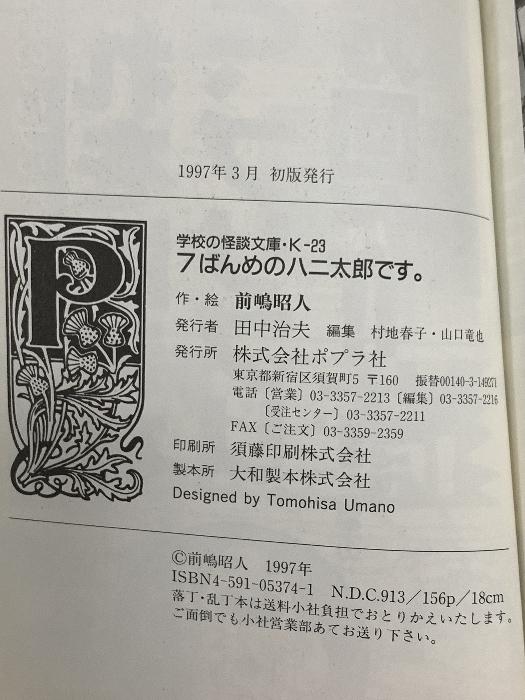 1997年3月 初版発行
学校の怪談文庫・K-23
7ばんめのハ二太郎です。
作・絵 前嶋昭人
発行者 田中治夫 編集 村地春子・山口竜也
発行所 株式会社ポプラ社
東京都新宿区須賀町5 〒160 振替00140-3-149271
電話〔営業〕03-3357-2213〔編集〕03-3357-2216
〔受注センター〕03-3357-2211
FAX〔ご注文〕03-3359-2359
印刷所 須藤印刷株式会社
製本所 大和製本株式会社
Designed by Tomohisa Umano
P
©前嶋昭人 1997年
ISBN4-591-05374-1 N.D.C.913/156p/18cm
落丁・乱丁本は送料小社負担でおとりかえいたします。
ご面倒でも小社営業部あてお送り下さい。